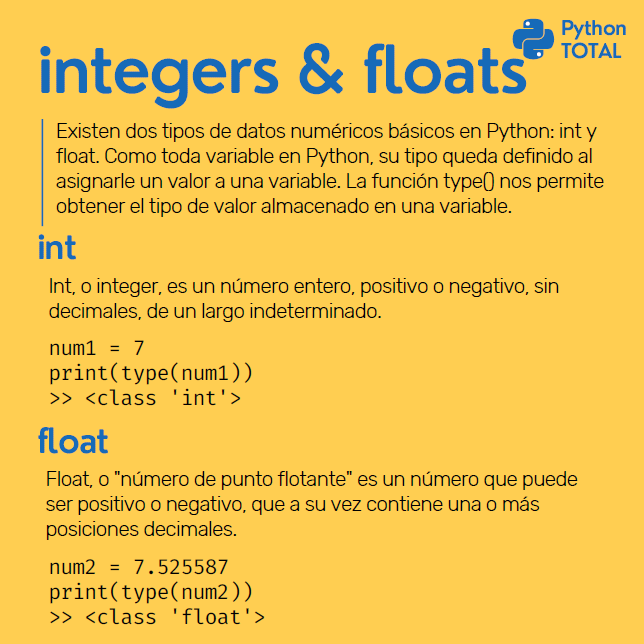 Python
TOTAL
integers & floats
Existen dos tipos de datos numéricos básicos en Python: int y
float. Como toda variable en Python, su tipo queda definido al
asignarle un valor a una variable. La función type() nos permite
obtener el tipo de valor almacenado en una variable.
int
Int, o integer, es un número entero, positivo o negativo, sin
decimales, de un largo indeterminado.
num1 = 7
print(type(num1))
>> <class 'int'>
float
Float, o "número de punto flotante" es un número que puede
ser positivo o negativo, que a su vez contiene una o más
posiciones decimales.
num2 = 7.525587
print(type(num2))
>> <class 'float'>